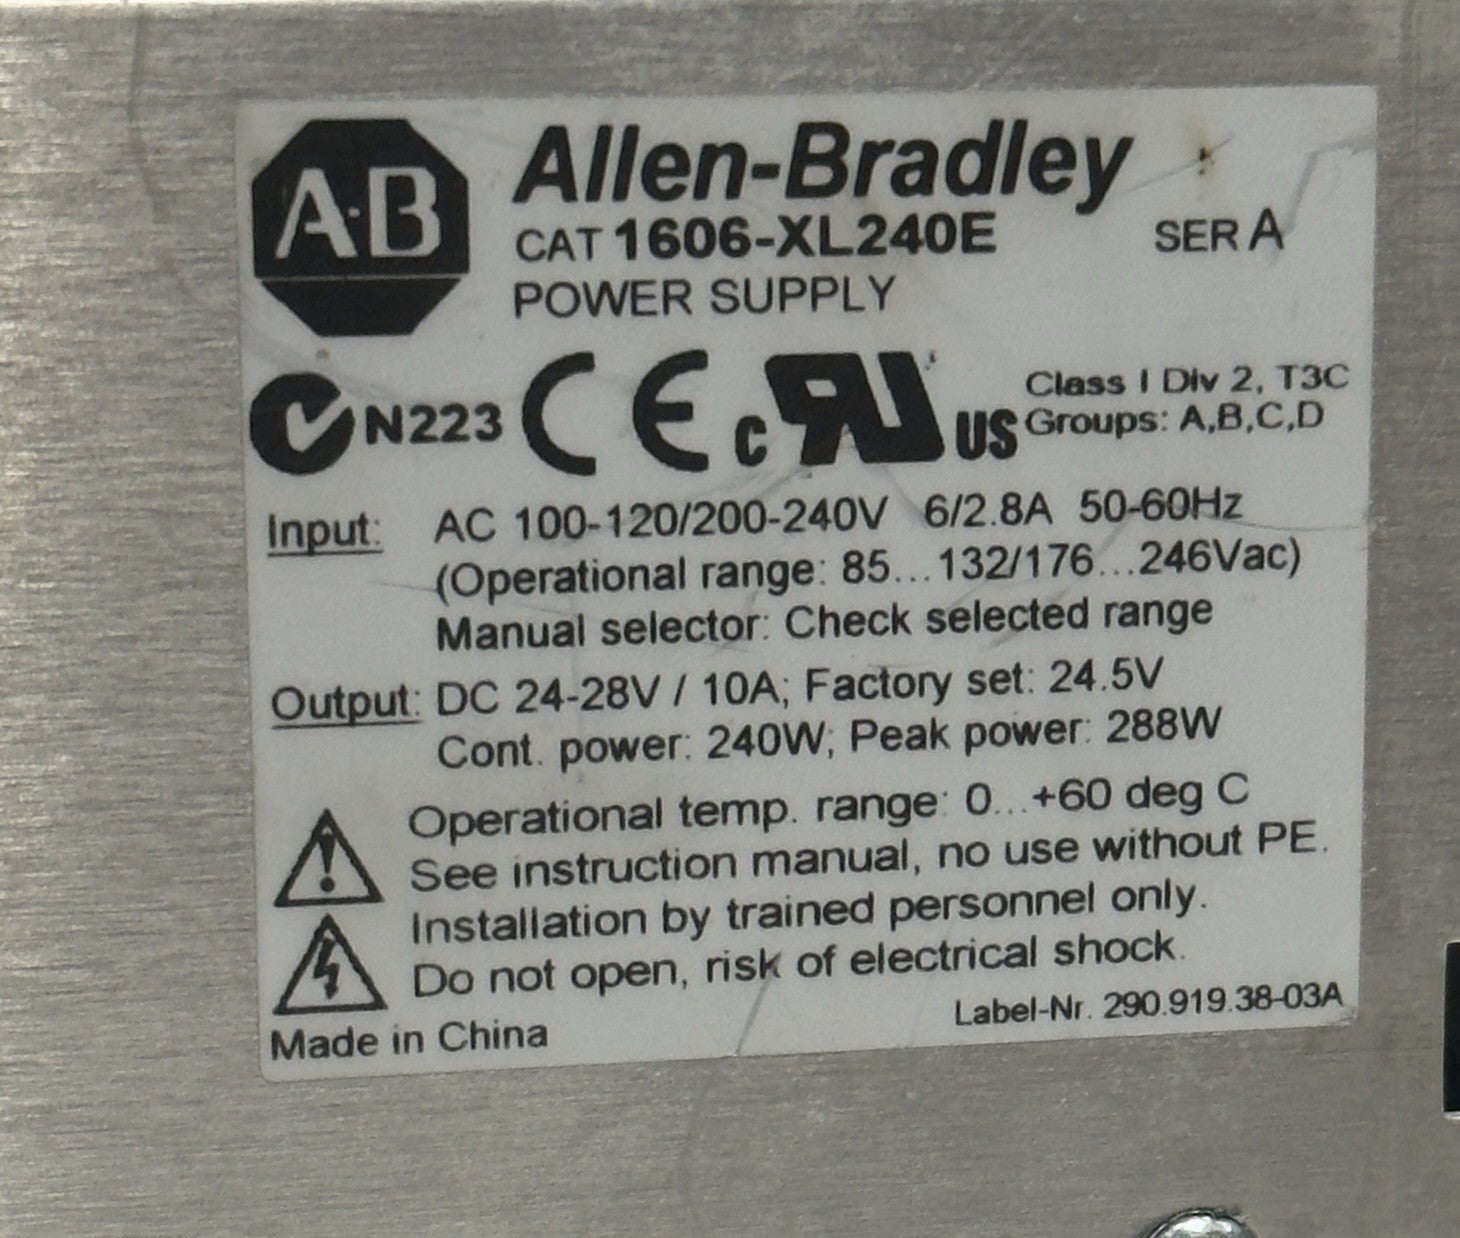 A·B Allen-Bradley
CAT 1606-XL240E SER A
POWER SUPPLY
N223 CE c RU US Class I Div 2, T3C
Groups: A,B,C,D
Input: AC 100-120/200-240V 6/2.8A 50-60Hz
(Operational range: 85...132/176...246Vac)
Manual selector: Check selected range
Output: DC 24-28V / 10A; Factory set: 24.5V
Cont. power: 240W; Peak power: 288W
Operational temp. range: 0...+60 deg C
See instruction manual, no use without PE.
Installation by trained personnel only.
Do not open, risk of electrical shock.
Label-Nr. 290.919.38-03A
Made in China